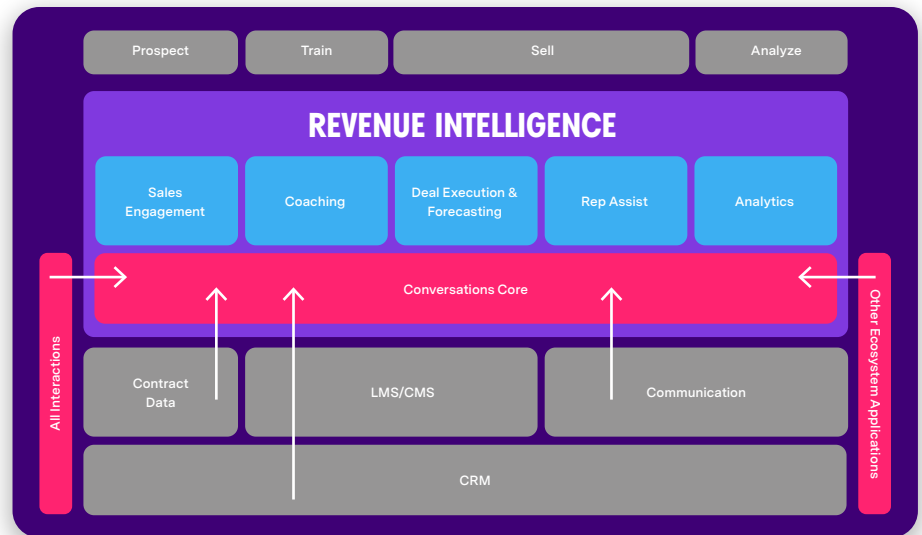 Prospect
Train
Sell
Analyze
REVENUE INTELLIGENCE
Sales
Engagement
Coaching
Deal Execution &
Forecasting
Rep Assist
Analytics
Conversations Core
All Interactions
Other Ecosystem Applications
Contract
Data
LMS/CMS
Communication
CRM